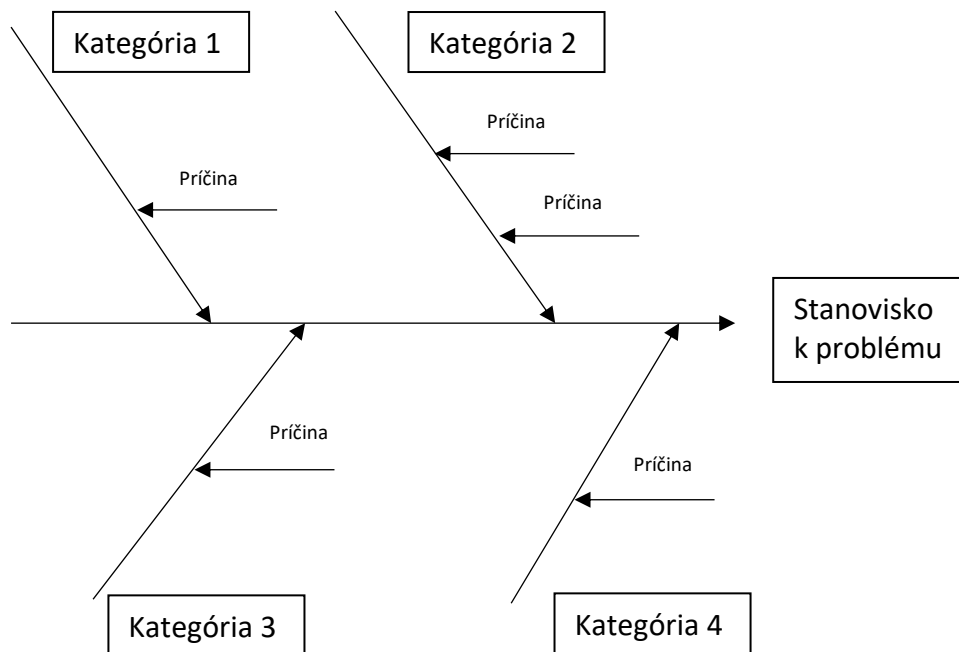 Kategória 1
Kategória 2
Príčina
Príčina
Príčina
Stanovisko
k problému
Príčina
Príčina
Kategória 3
Kategória 4